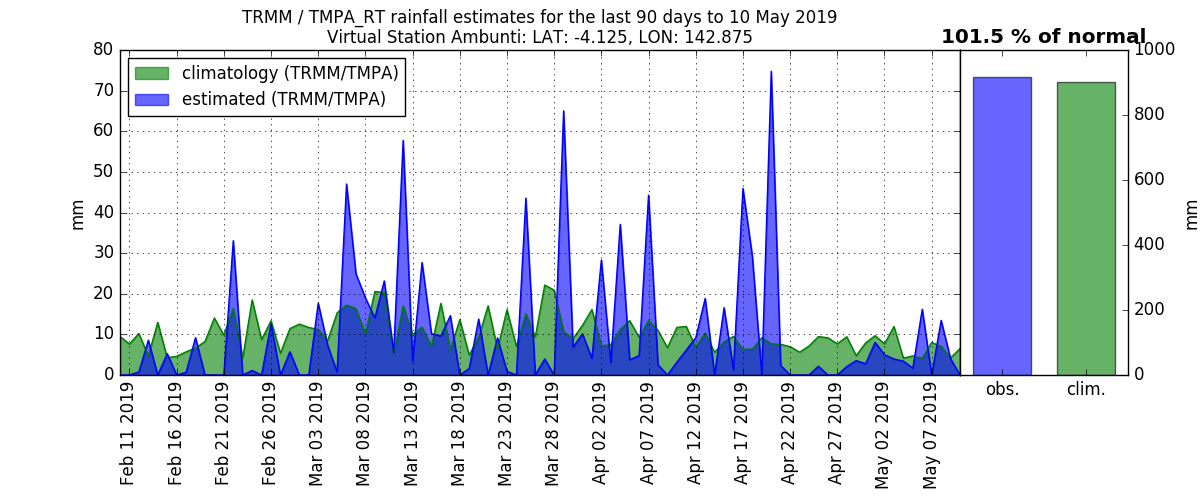 TRMM / TMPA_RT rainfall estimates for the last 90 days to 10 May 2019
Virtual Station Ambunti: LAT: -4.125, LON: 142.875
101.5 % of normal
climatology (TRMM/TMPA)
estimated (TRMM/TMPA)
mm
80
70
60
50
40
30
20
10
0
Feb 11 2019
Feb 16 2019
Feb 21 2019
Feb 26 2019
Mar 03 2019
Mar 08 2019
Mar 13 2019
Mar 18 2019
Mar 23 2019
Mar 28 2019
Apr 02 2019
Apr 07 2019
Apr 12 2019
Apr 17 2019
Apr 22 2019
Apr 27 2019
May 02 2019
May 07 2019
obs.
clim.
1000
800
600
400
200
0
mm